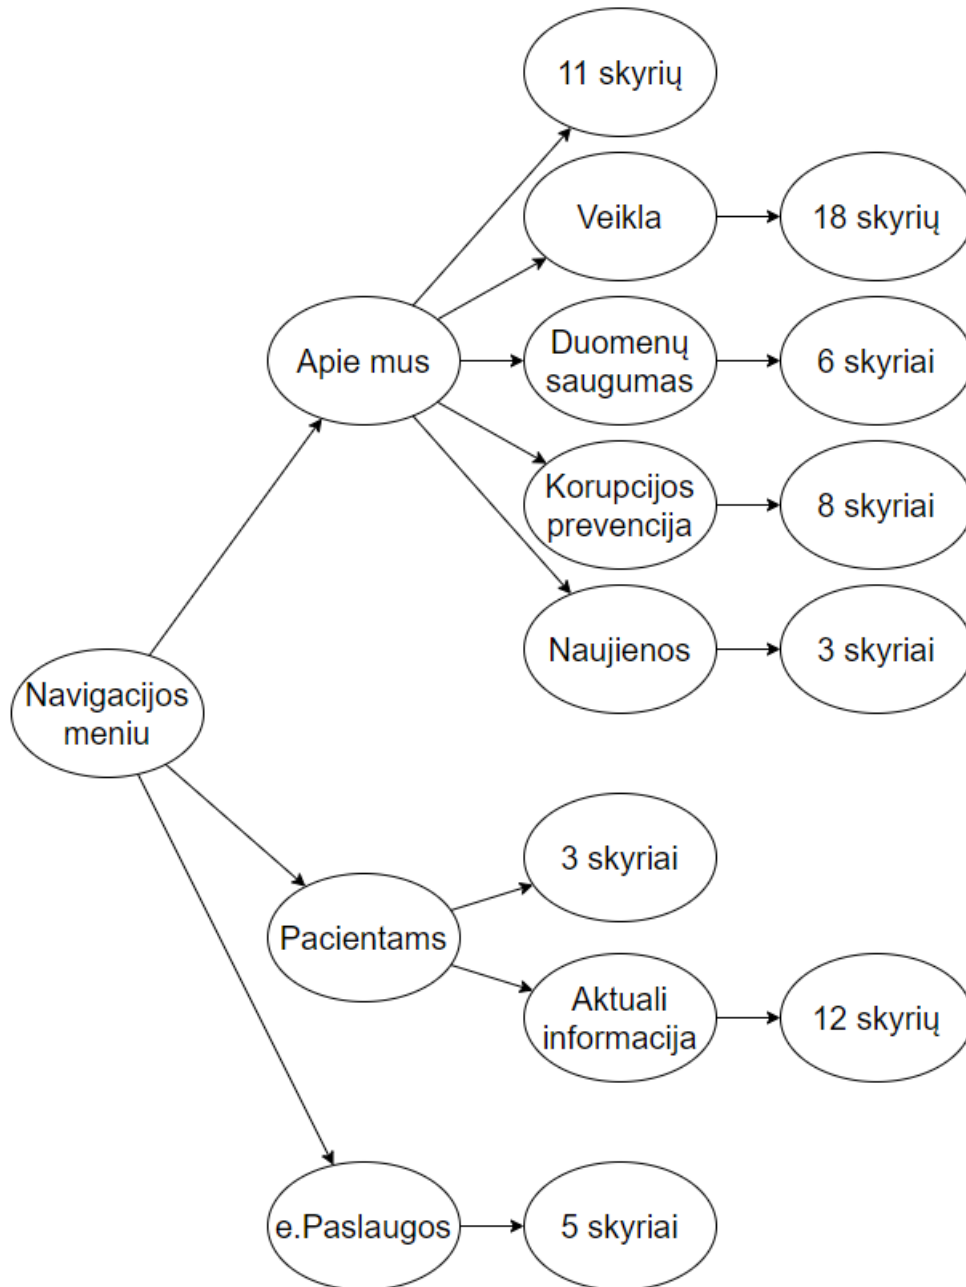 11 skyrių
Veikla
18 skyrių
Apie mus
Duomenų
saugumas
6 skyriai
Korupcijos
prevencija
8 skyriai
Naujienos
3 skyriai
Navigacijos
meniu
3 skyriai
Pacientams
Aktuali
informacija
12 skyrių
e.Paslaugos
5 skyriai